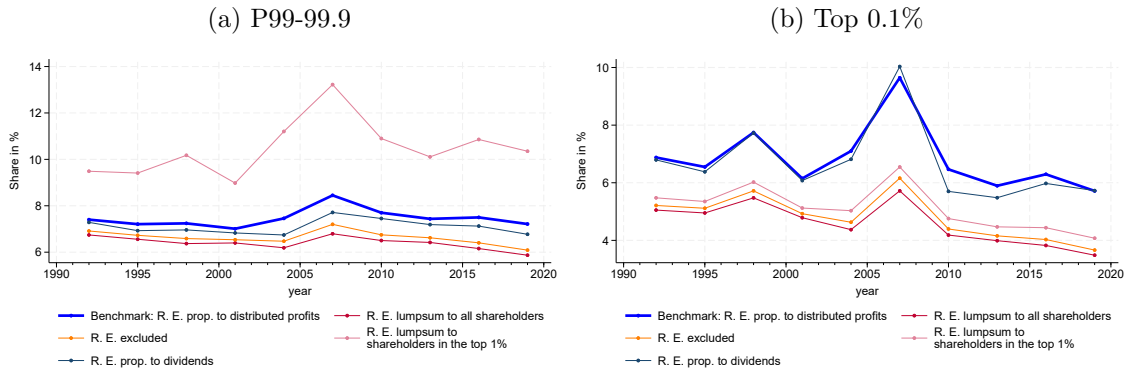 (a) P99-99.9
Share in %
14
12
10
8
6
1990
1995
2000
2005
2010
2015
2020
year
Benchmark: R. E. prop. to distributed profits
R. E. lumpsum to all shareholders
R. E. excluded
R. E. lumpsum to
shareholders in the top 1%
R. E. prop. to dividends
(b) Top 0.1%
Share in %
10
8
6
4
1990
1995
2000
2005
2010
2015
2020
year
Benchmark: R. E. prop. to distributed profits
R. E. lumpsum to all shareholders
R. E. excluded
R. E. lumpsum to
shareholders in the top 1%
R. E. prop. to dividends